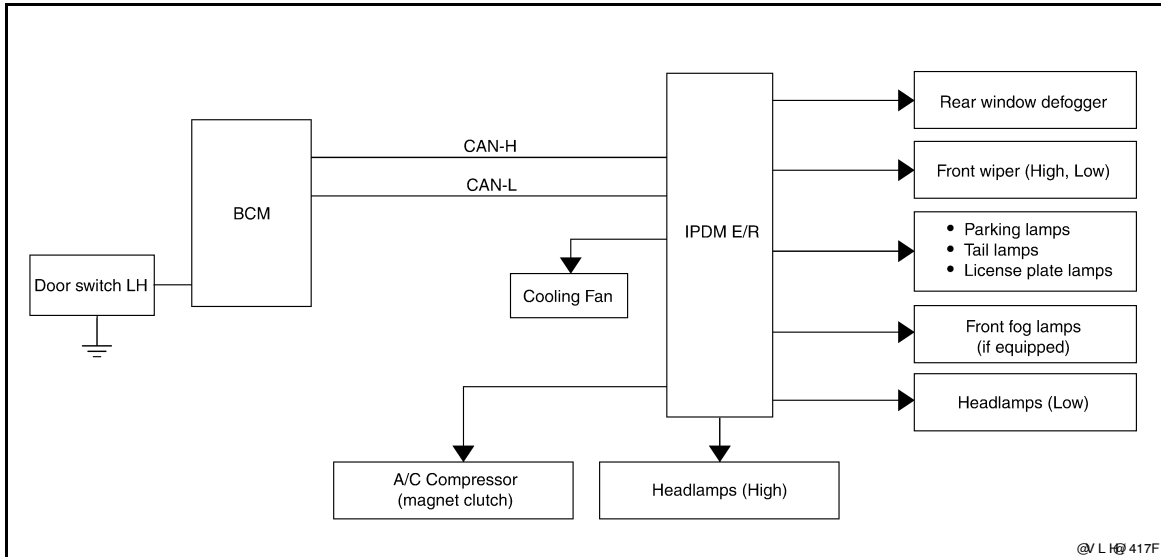 Rear window defogger
CAN-H
Front wiper (High, Low)
CAN-L
BCM
IPDM E/R
• Parking lamps
• Tail lamps
• License plate lamps
Door switch LH
Cooling Fan
Front fog lamps
(if equipped)
Headlamps (Low)
A/C Compressor
(magnet clutch)
Headlamps (High)
417F